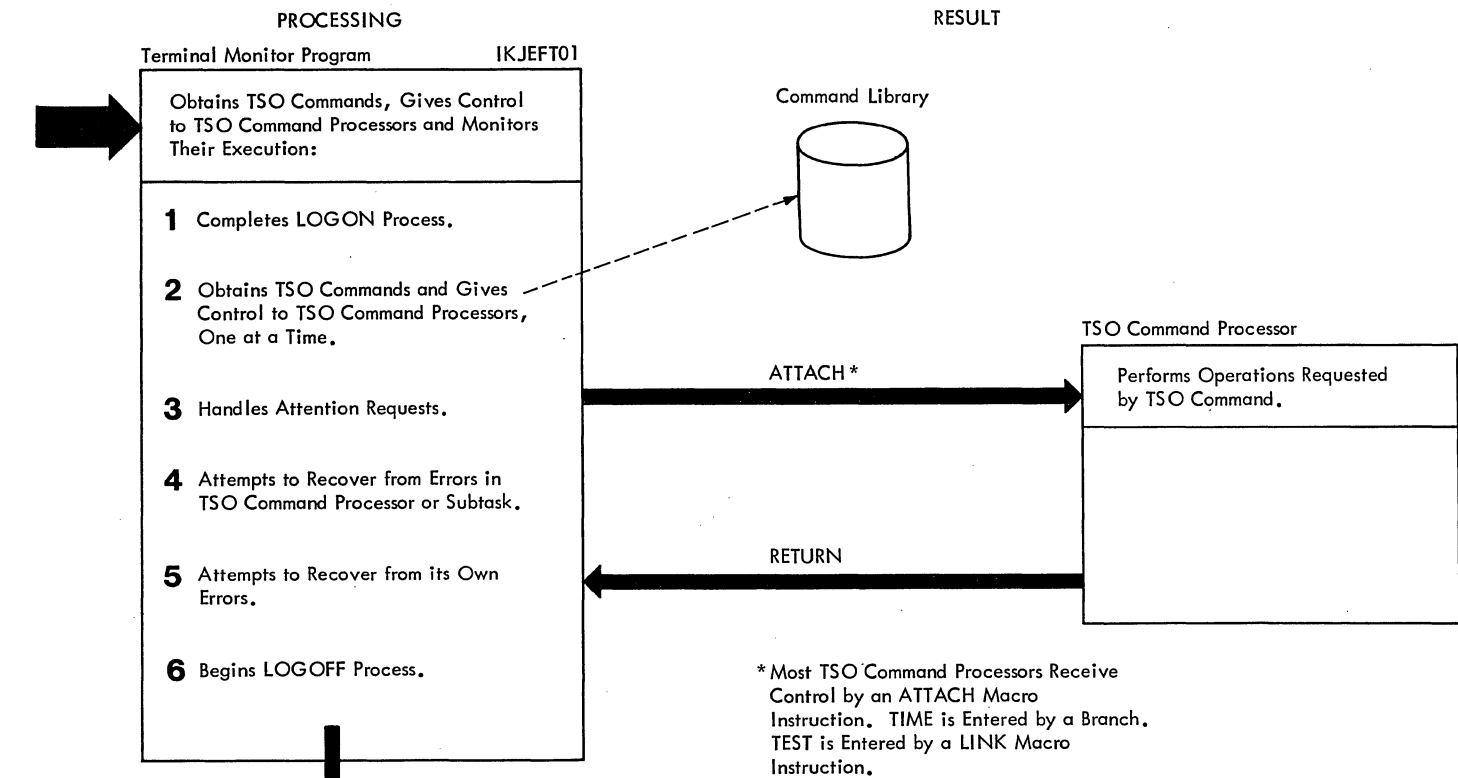 PROCESSING
RESULT
Terminal Monitor Program IKJEFT01
Obtains TSO Commands, Gives Control
to TSO Command Processors and Monitors
Their Execution:
1 Completes LOGON Process.
2 Obtains TSO Commands and Gives
Control to TSO Command Processors,
One at a Time.
3 Handles Attention Requests.
4 Attempts to Recover from Errors in
TSO Command Processor or Subtask.
5 Attempts to Recover from its Own
Errors.
6 Begins LOGOFF Process.
Command Library
ATTACH *
RETURN
TSO Command Processor
Performs Operations Requested
by TSO Command.
* Most TSO Command Processors Receive
Control by an ATTACH Macro
Instruction. TIME is Entered by a Branch.
TEST is Entered by a LINK Macro
Instruction.